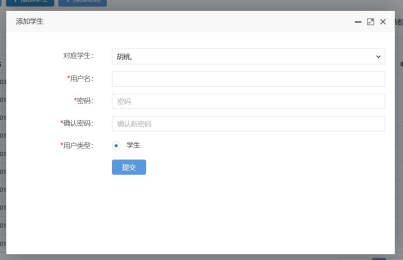 添加学生
对应学生：
胡桃,
*用户名：
*密码：
密码
*确认密码：
确认新密码
*用户类型：
学生
提交